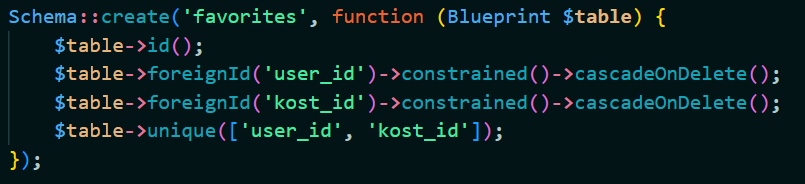 Schema::create('favorites', function (Blueprint $table) {
    $table->id();
    $table->foreignId('user_id')->constrained()->cascadeOnDelete();
    $table->foreignId('kost_id')->constrained()->cascadeOnDelete();
    $table->unique(['user_id', 'kost_id']);
});